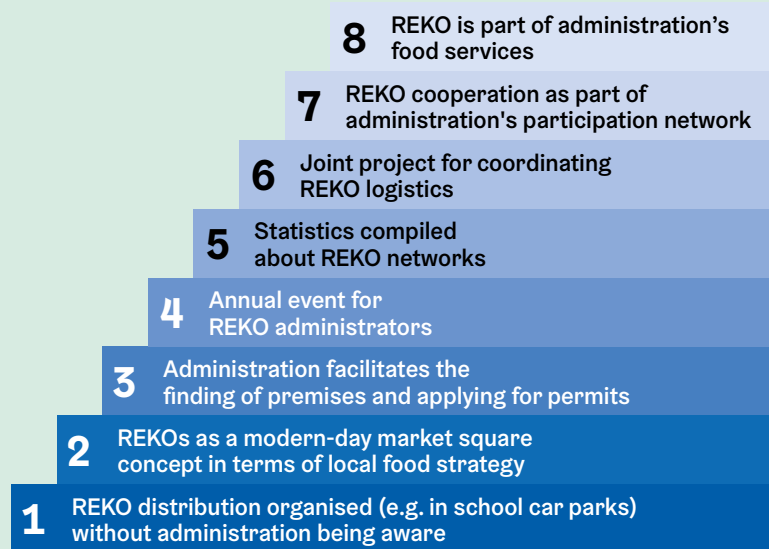 8 REKO is part of administration’s
food services
7 REKO cooperation as part of
administration's participation network
6 Joint project for coordinating
REKO logistics
5 Statistics compiled
about REKO networks
4 Annual event for
REKO administrators
3 Administration facilitates the
finding of premises and applying for permits
2 REKOs as a modern-day market square
concept in terms of local food strategy
1 REKO distribution organised (e.g. in school car parks)
without administration being aware